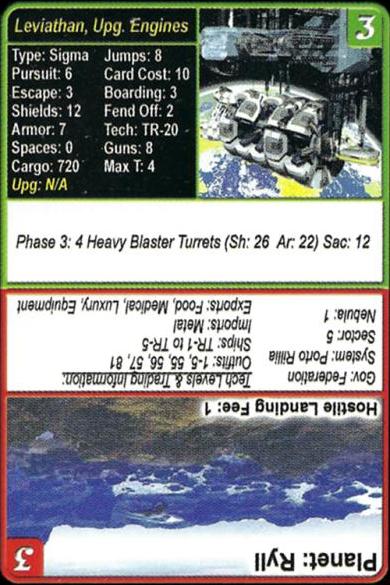 Leviathan, Upg. Engines
3
Type: Sigma Jumps: 8
Pursuit: 6 Card Cost: 10
Escape: 3 Boarding: 3
Shields: 12 Fend Off: 2
Armor: 7 Tech: TR-20
Spaces: 0 Guns: 8
Cargo: 720 Max T: 4
Upg: N/A
Phase 3: 4 Heavy Blaster Turrets (Sh: 26 Ar: 22) Sac: 12
Planet: Ryll
3
Hostile Landing Fee: 1
Gov: Federation
System: Porto Rillia
Sector: 5
Nebula: 1
Tech Levels & Trading Information:
Outfits: 1-5, 55, 56, 57, 81
Ships: TR-1 to TR-5
Imports: Metal
Exports: Food, Medical, Luxury, Equipment